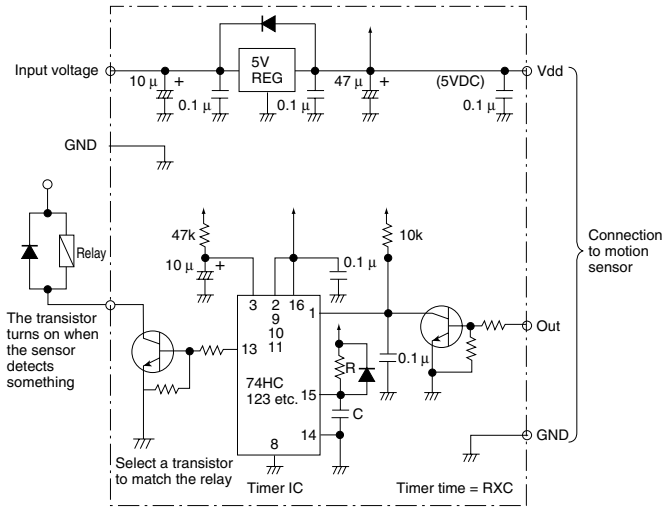 Input voltage
10 μ
+
0.1 μ
5V
REG
0.1 μ
47 μ
+
(5VDC)
0.1 μ
Vdd
GND
Relay
47k
10 μ
+
0.1 μ
10k
Connection
to motion
sensor
The transistor
turns on when
the sensor
detects
something
3
2
16
9
10
11
1
13
0.1 μ
Out
R
74HC
123 etc.
15
C
14
8
GND
Select a transistor
to match the relay
Timer IC
Timer time = RXC